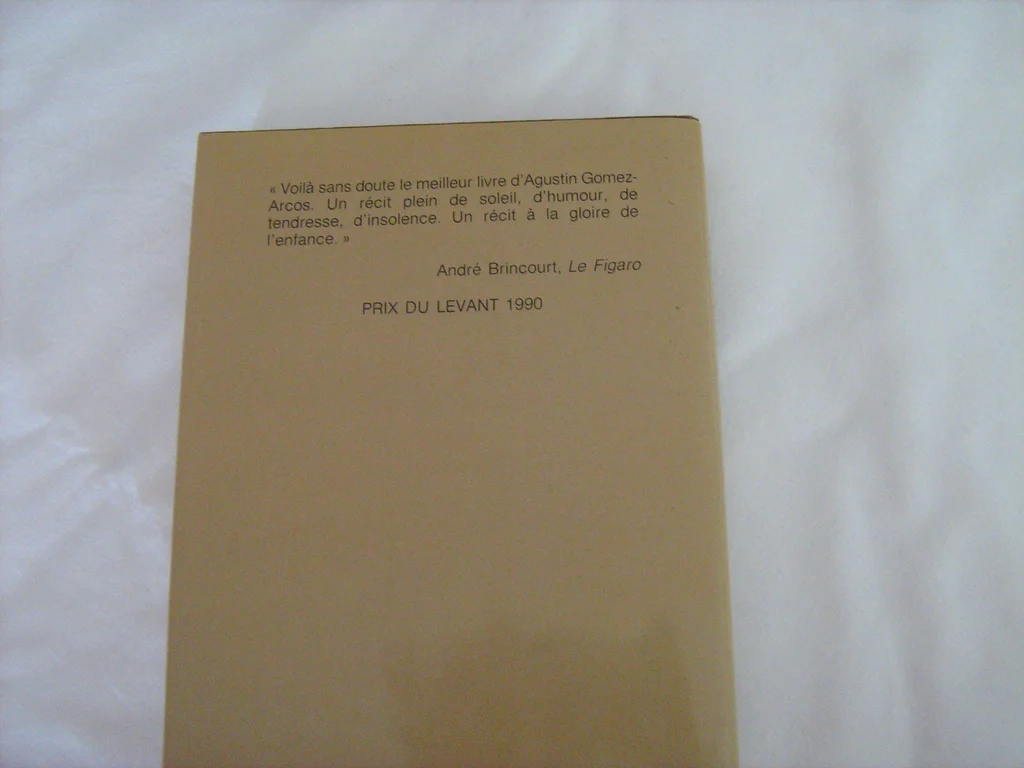 « Voilà sans doute le meilleur livre d'Agustin Gomez-
Arcos. Un récit plein de soleil, d'humour, de
tendresse, d'insolence. Un récit à la gloire de
l'enfance. »
André Brincourt, Le Figaro
PRIX DU LEVANT 1990